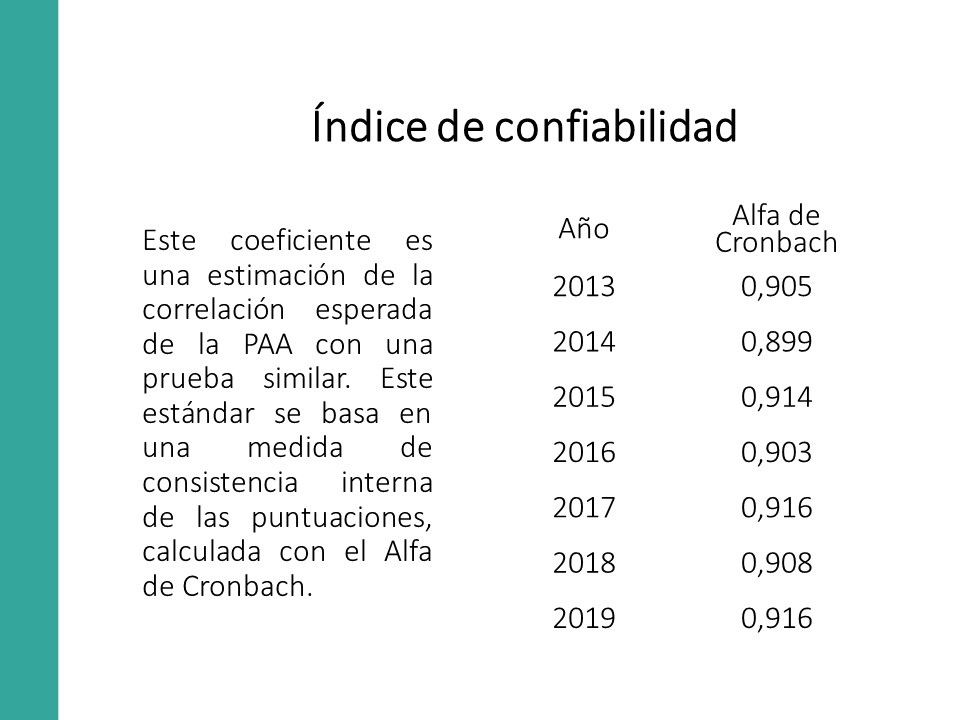 Índice de confiabilidad
Este coeficiente es
una estimación de la
correlación esperada
de la PAA con una
prueba similar. Este
estándar se basa en
una medida de
consistencia interna
de las puntuaciones,
calculada con el Alfa
de Cronbach.
Año
Alfa de
Cronbach
2013 0,905
2014 0,899
2015 0,914
2016 0,903
2017 0,916
2018 0,908
2019 0,916